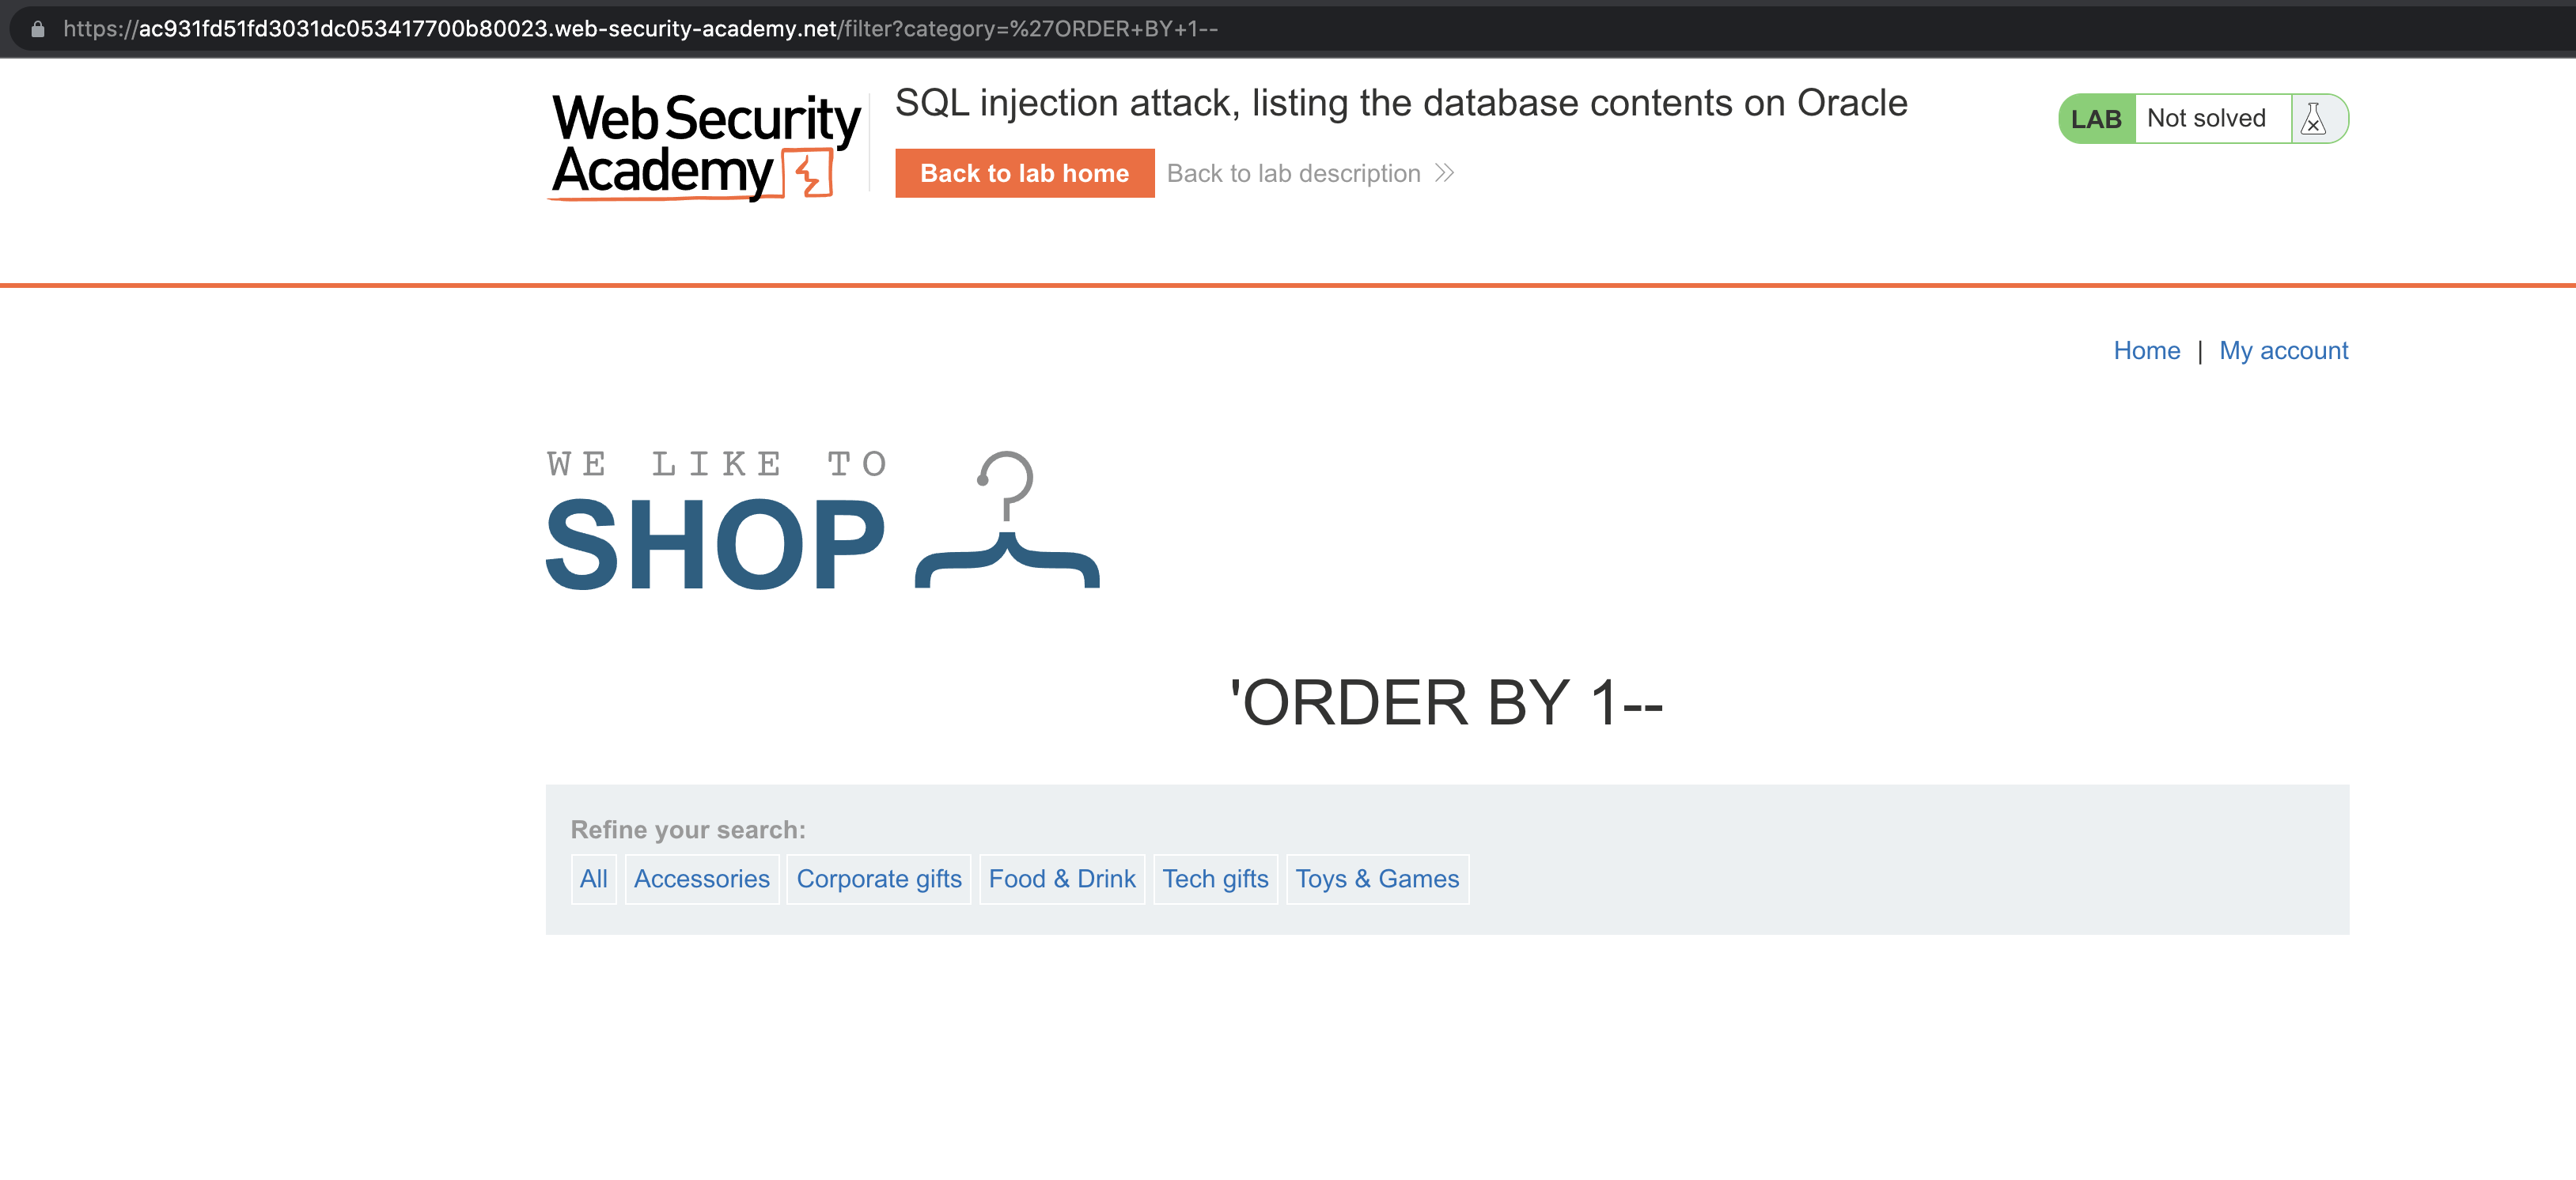 https://ac931fd51fd3031dc053417700b80023.web-security-academy.net/filter?category=%27ORDER+BY+1--
WebSecurity
Academy
SQL injection attack, listing the database contents on Oracle
Back to lab home
Back to lab description
LAB
Not solved
Home | My account
WE LIKE TO
SHOP
'ORDER BY 1--
Refine your search:
All Accessories Corporate gifts Food & Drink Tech gifts Toys & Games